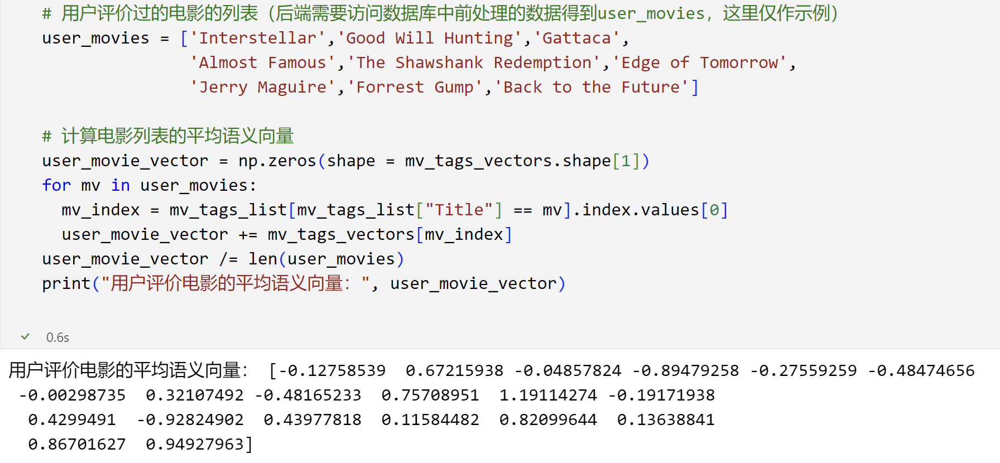 # 用户评价过的电影的列表（后端需要访问数据库中前处理的数据得到user_movies，这里仅作示例）
user_movies = ['Interstellar','Good Will Hunting','Gattaca',
'Almost Famous','The Shawshank Redemption','Edge of Tomorrow',
'Jerry Maguire','Forrest Gump','Back to the Future']
# 计算电影列表的平均语义向量
user_movie_vector = np.zeros(shape = mv_tags_vectors.shape[1])
for mv in user_movies:
mv_index = mv_tags_list[mv_tags_list["Title"] == mv].index.values[0]
user_movie_vector += mv_tags_vectors[mv_index]
user_movie_vector /= len(user_movies)
print("用户评价电影的平均语义向量：", user_movie_vector)
0.6s
用户评价电影的平均语义向量： [-0.12758539 0.67215938 -0.04857824 -0.89479258 -0.27559259 -0.48474656
-0.00298735 0.32107492 -0.48165233 0.75708951 1.19114274 -0.19171938
0.4299491 -0.92824902 0.43977818 0.11584482 0.82099644 0.13638841
0.86701627 0.94927963]